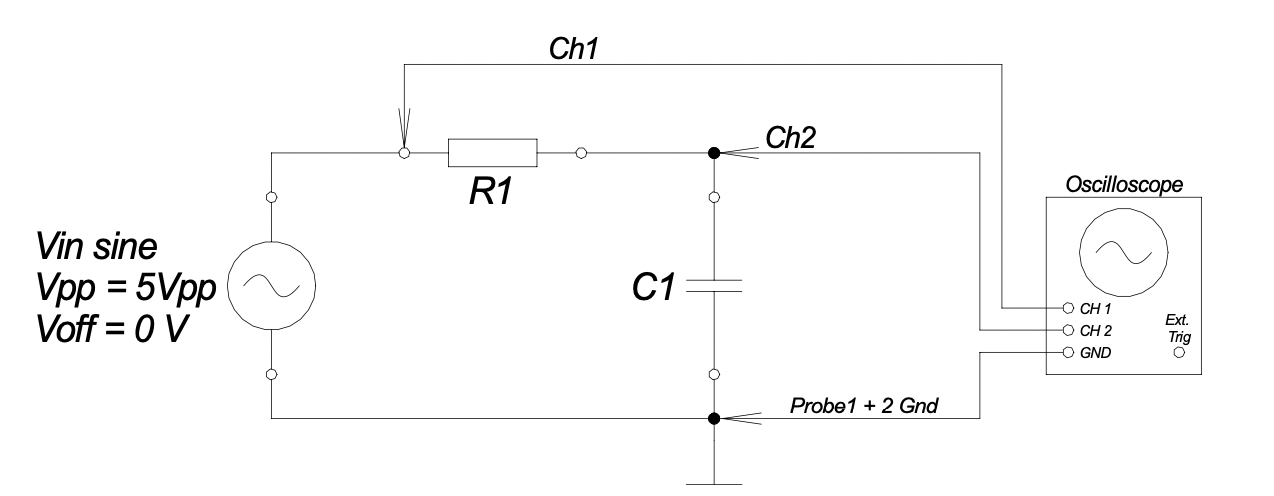 Ch1
Ch2
R1
Oscilloscope
Vin sine
Vpp = 5Vpp
Voff = 0 V
C1
CH 1
CH 2
GND
Ext.
Trig
Probe1 + 2 Gnd